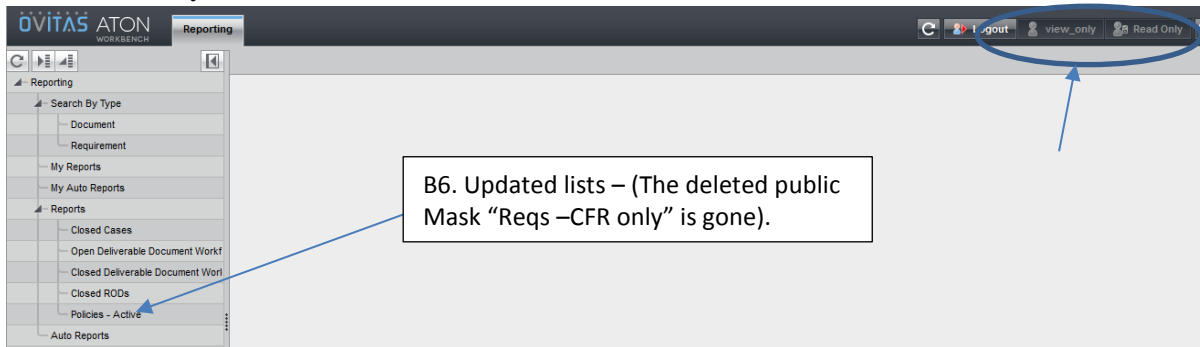 OVITAS ATON
WORKBENCH
Reporting
Logout
view_only
Read Only
Reporting
Search By Type
Document
Requirement
My Reports
My Auto Reports
Reports
Closed Cases
Open Deliverable Document Workf
Closed Deliverable Document Worl
Closed RODs
Policies - Active
Auto Reports
B6. Updated lists – (The deleted public
Mask “Reqs –CFR only” is gone).